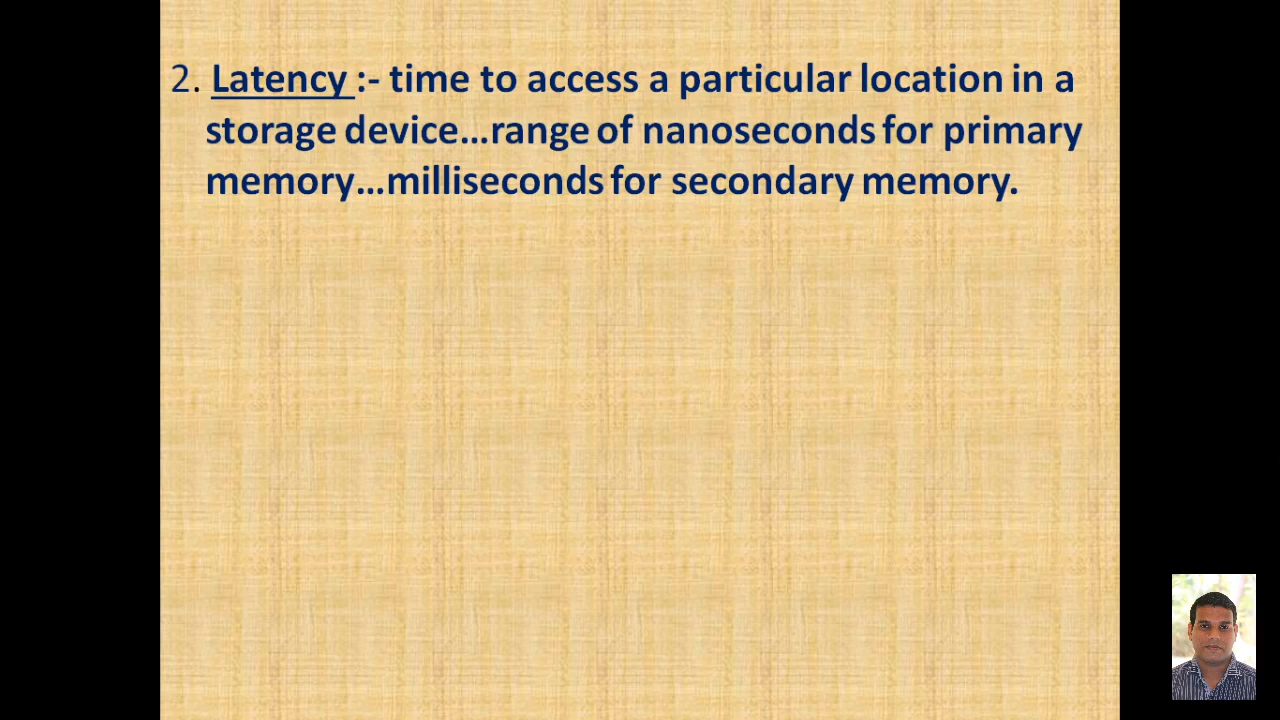 2. Latency :- time to access a particular location in a
storage device...range of nanoseconds for primary
memory...milliseconds for secondary memory.